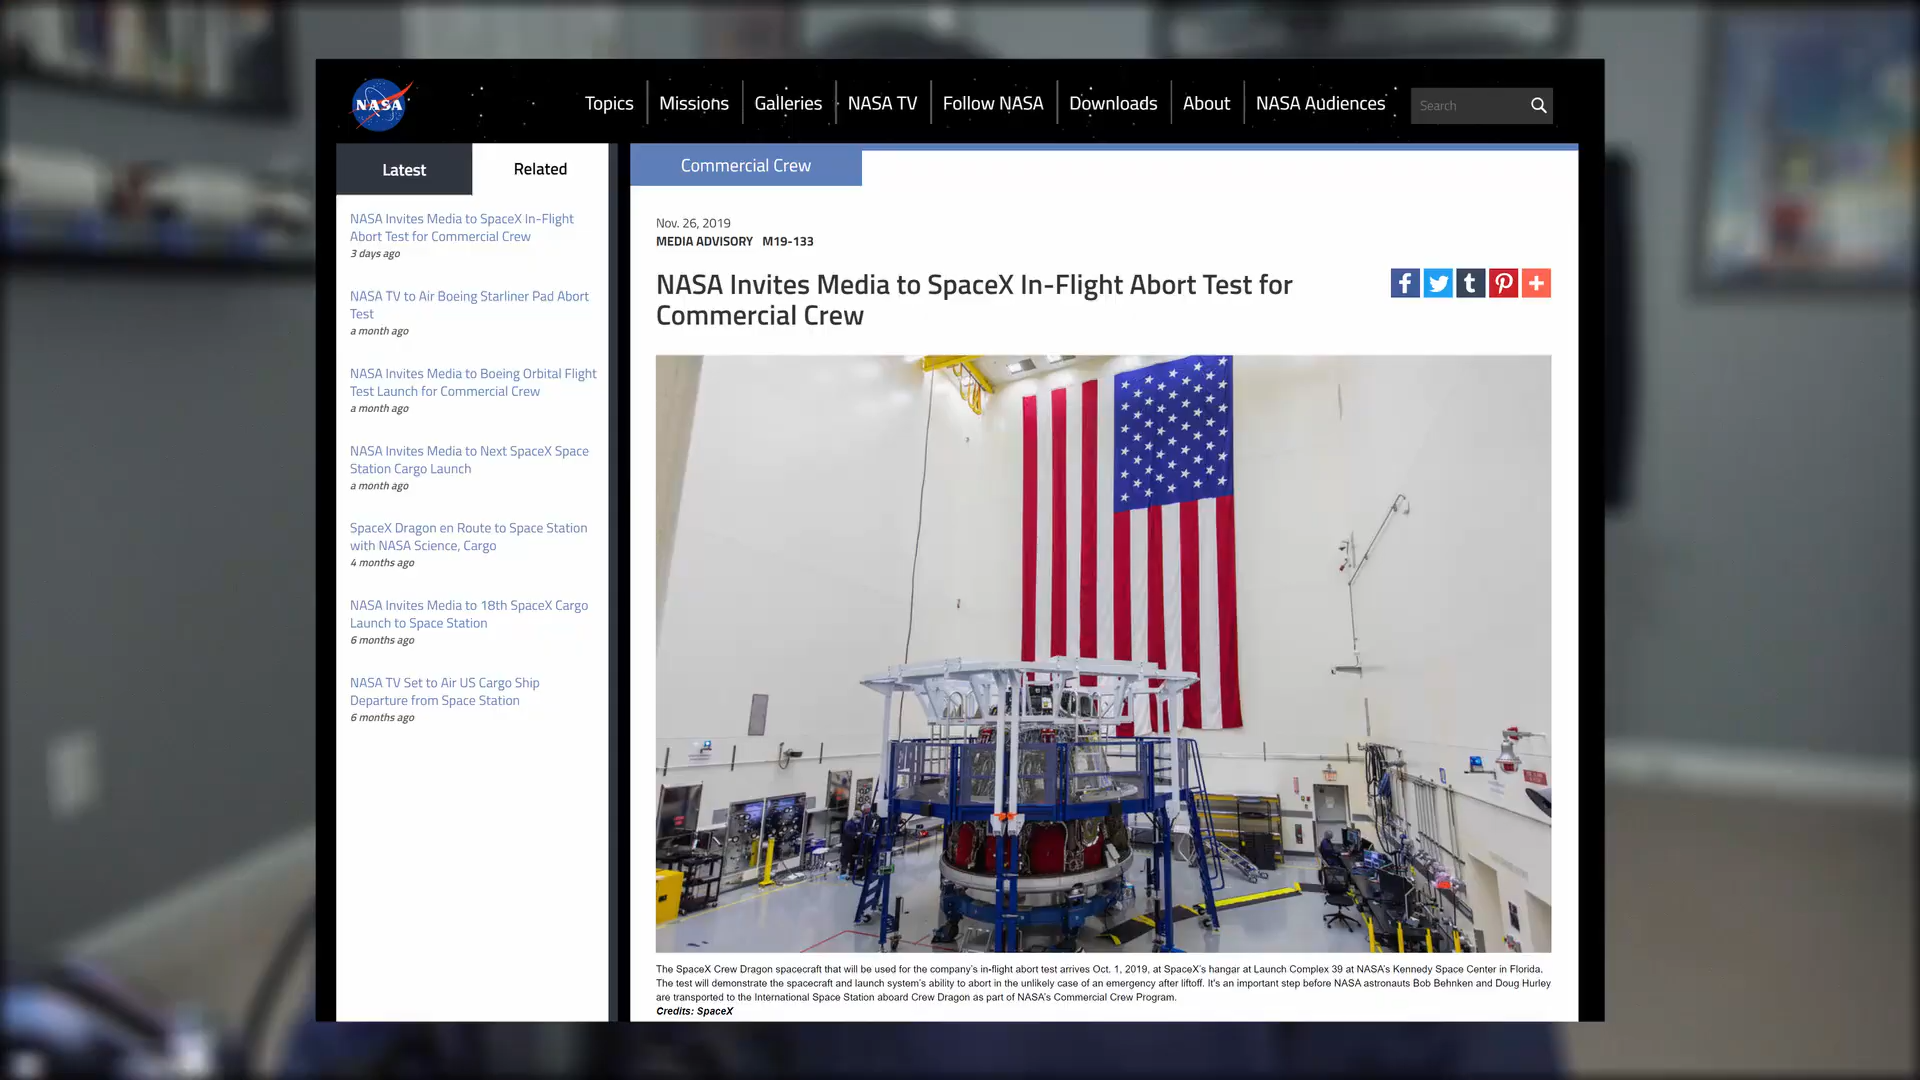 NASA
Topics
Missions
Galleries
NASA TV
Follow NASA
Downloads
About
NASA Audiences
Search
Latest
Related
NASA Invites Media to SpaceX In-Flight
Abort Test for Commercial Crew
3 days ago
NASA TV to Air Boeing Starliner Pad Abort
Test
a month ago
NASA Invites Media to Boeing Orbital Flight
Test Launch for Commercial Crew
a month ago
NASA Invites Media to Next SpaceX Space
Station Cargo Launch
a month ago
SpaceX Dragon en Route to Space Station
with NASA Science, Cargo
4 months ago
NASA Invites Media to 18th SpaceX Cargo
Launch to Space Station
6 months ago
NASA TV Set to Air US Cargo Ship
Departure from Space Station
6 months ago
Commercial Crew
Nov. 26, 2019
MEDIA ADVISORY M19-133
NASA Invites Media to SpaceX In-Flight Abort Test for
Commercial Crew
The SpaceX Crew Dragon spacecraft that will be used for the company's in-flight abort test arrives Oct. 1, 2019, at SpaceX's hangar at Launch Complex 39 at NASA's Kennedy Space Center in Florida.
The test will demonstrate the spacecraft and launch system's ability to abort in the unlikely case of an emergency after liftoff. It's an important step before NASA astronauts Bob Behnken and Doug Hurley
are transported to the International Space Station aboard Crew Dragon as part of NASA's Commercial Crew Program.
Credits: SpaceX